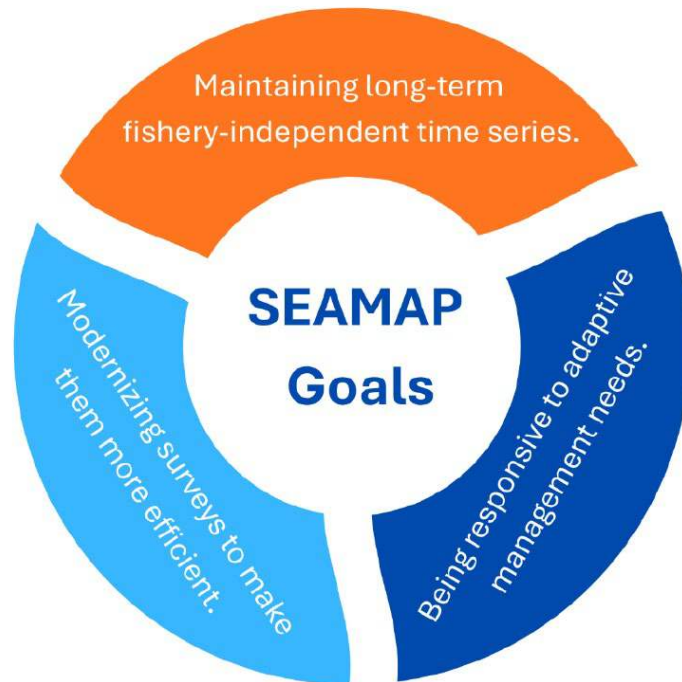 Maintaining long-term
fishery-independent time series.
SEAMAP
Goals
Being responsive to adaptive
management needs.
Modernizing surveys to make
them more efficient.